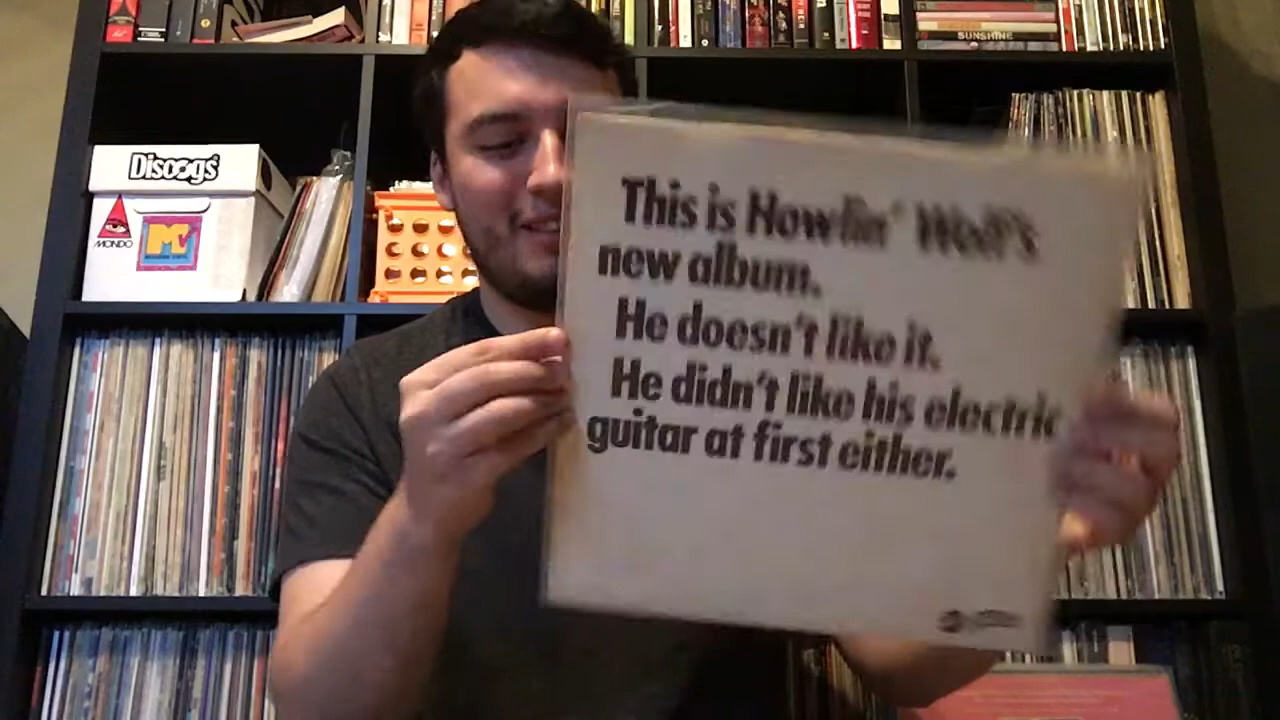 SUNSHINE
Discogs
MONDO
MTV
This is Howlin' Wolf's
new album.
He doesn't like it.
He didn't like his electric
guitar at first either.